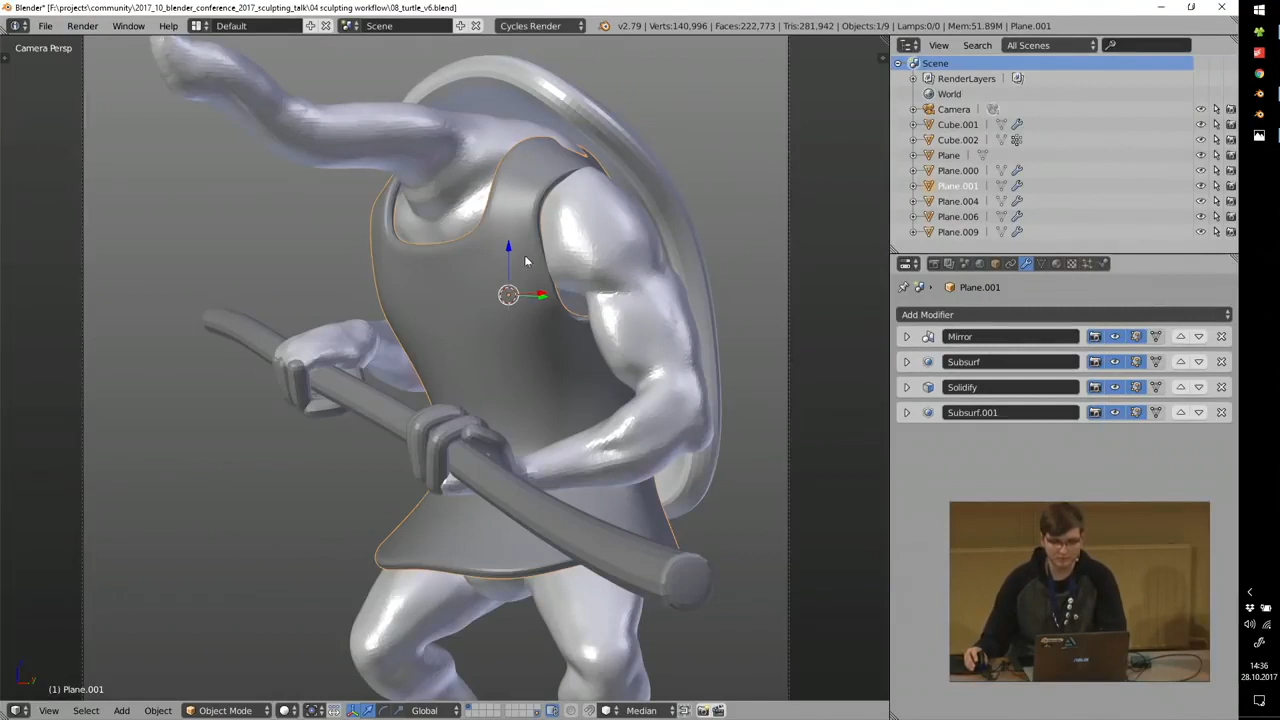 Blender* [F:\projects\community\2017_10_blender_conference_2017_sculpting_talk\04 sculpting workflow\08_turtle_v6.blend]
File Render Window Help Default Scene Cycles Render v2.79 | Verts:140,996 | Faces:222,773 | Tris:281,942 | Objects:1/9 | Lamps:0/0 | Mem:51.89M | Plane.001
Camera Persp
View Search All Scenes
Scene
RenderLayers
World
Camera
Cube.001
Cube.002
Plane
Plane.000
Plane.001
Plane.004
Plane.006
Plane.009
Plane.001
Add Modifier
Mirror
Subsurf
Solidify
Subsurf.001
ASUS
(1) Plane.001
View Select Add Object Object Mode Global Median
14:36
28.10.2017